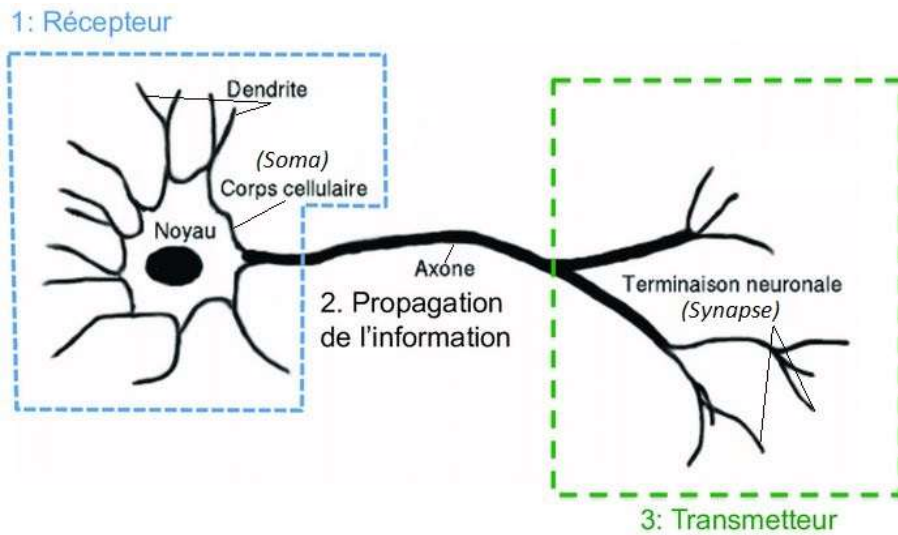 1: Récepteur
Dendrite
(Soma)
Corps cellulaire
Noyau
Axone
2. Propagation
de l'information
Terminaison neuronale
(Synapse)
3: Transmetteur